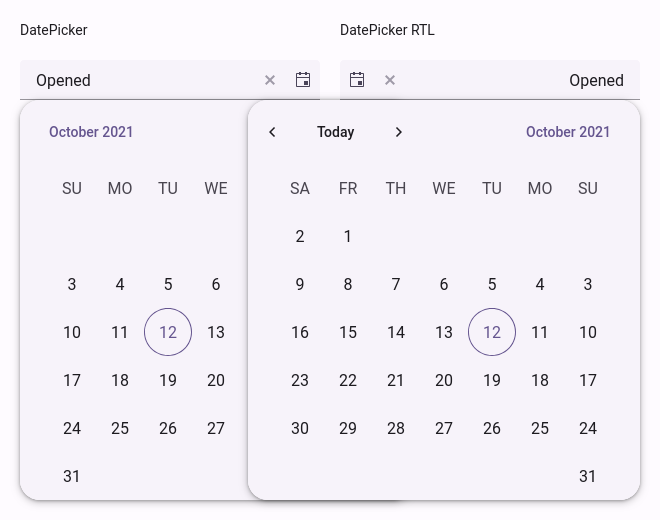 DatePicker
DatePicker RTL
Opened
Opened
October 2021
SU MO TU WE
3 4 5 6
10 11 12 13
17 18 19 20
24 25 26 27
31
Today
October 2021
SA FR TH WE TU MO SU
2 1
9 8 7 6 5 4 3
16 15 14 13 12 11 10
23 22 21 20 19 18 17
30 29 28 27 26 25 24
31